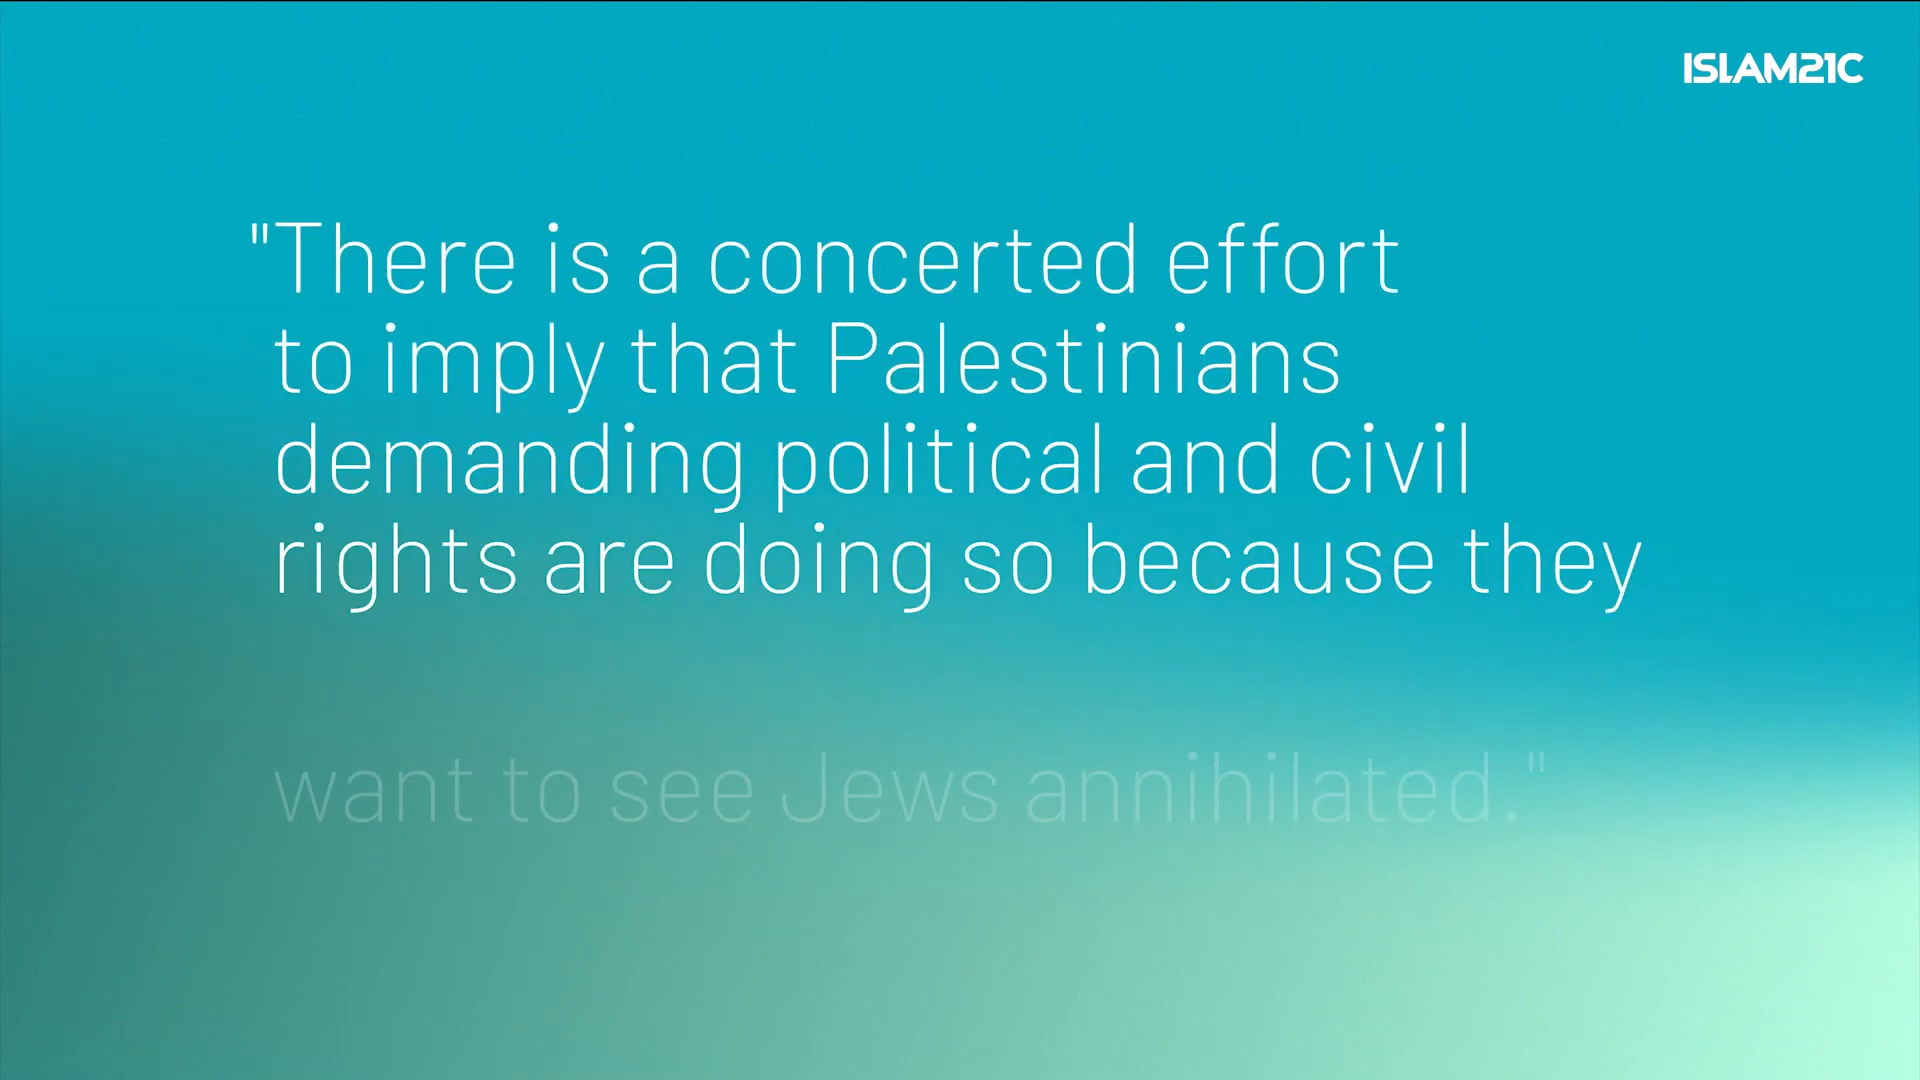 ISLAM21C
"There is a concerted effort
to imply that Palestinians
demanding political and civil
rights are doing so because they
want to see Jews annihilated."